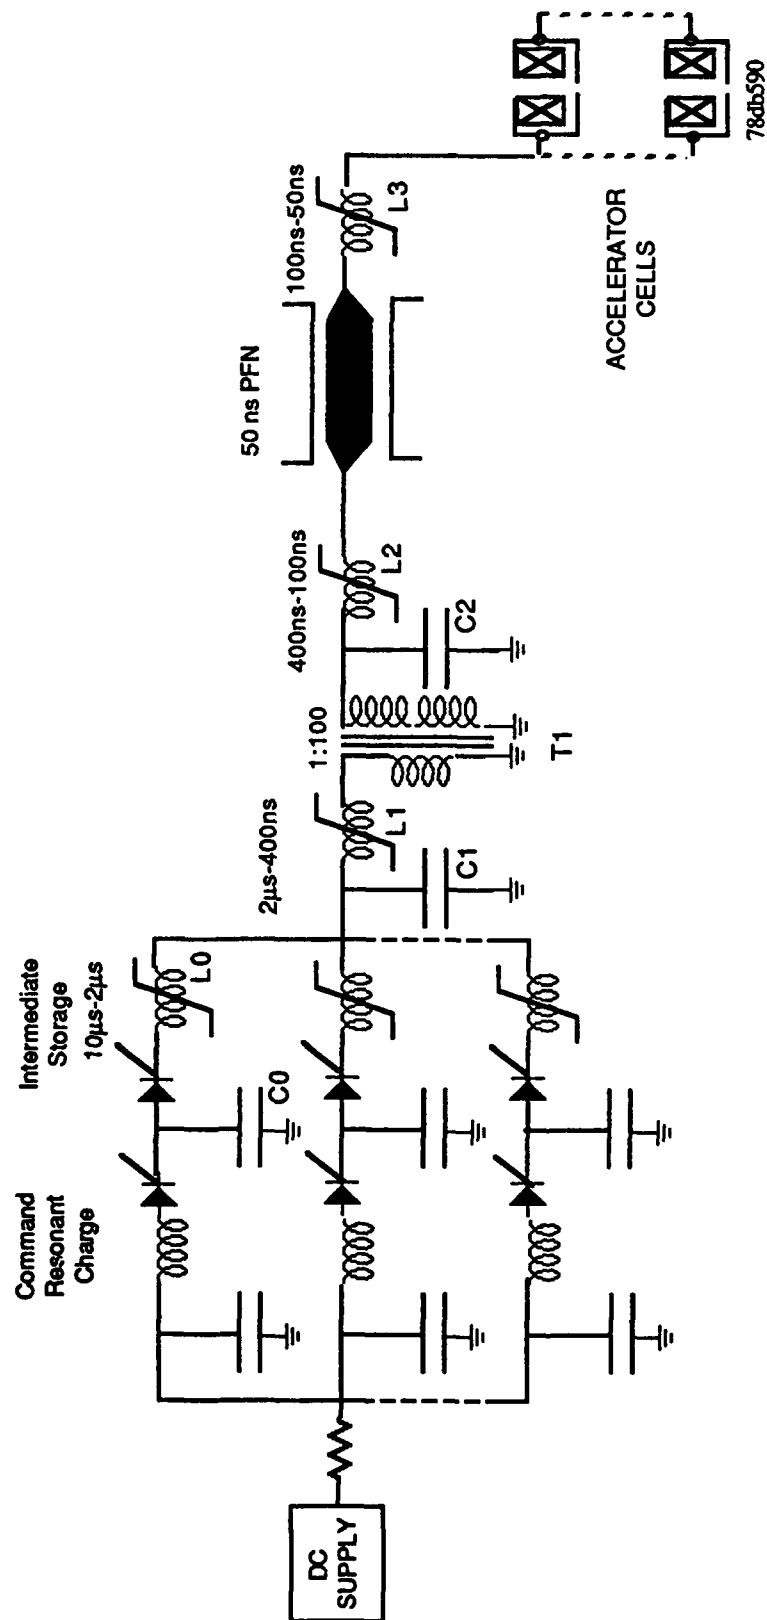 Command
Resonant
Charge
Intermediate
Storage
10μs-2μs
L0
C0
DC
SUPPLY
2μs-400ns
L1
C1
1:100
T1
400ns-100ns
L2
C2
50 ns PFN
100ns-50ns
L3
ACCELERATOR
CELLS
78db590